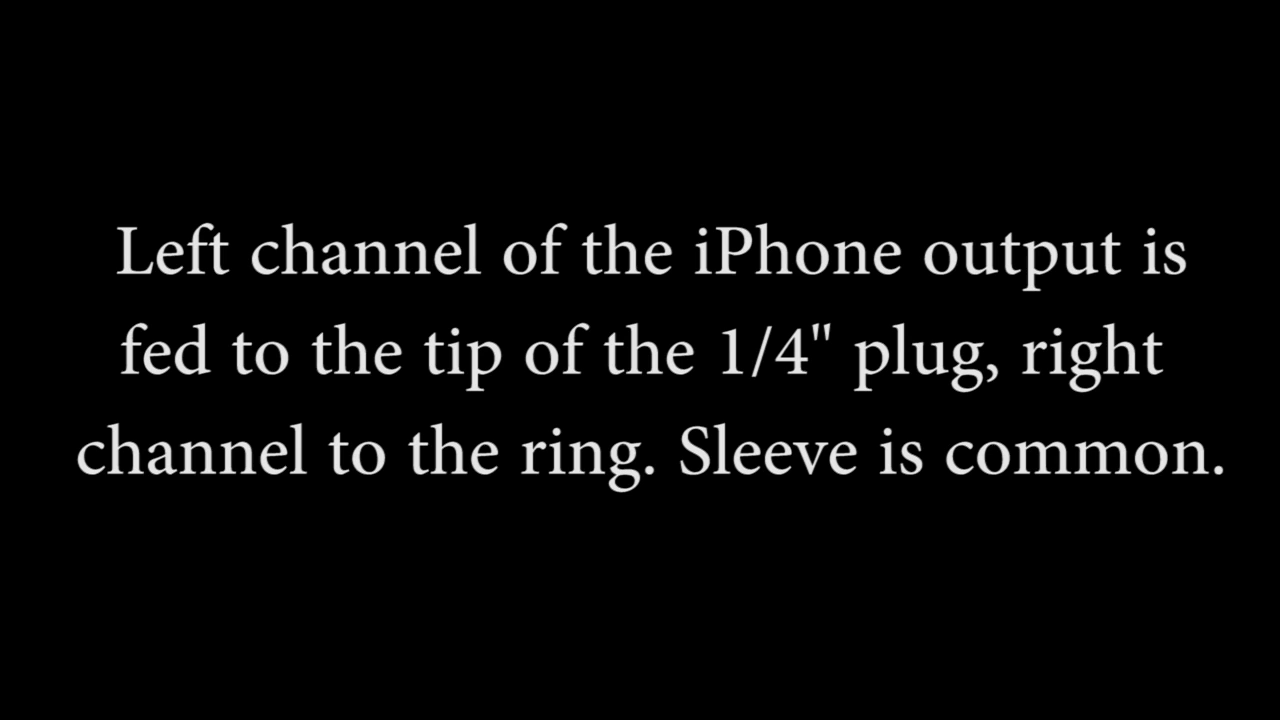 Left channel of the iPhone output is
fed to the tip of the 1/4" plug, right
channel to the ring. Sleeve is common.